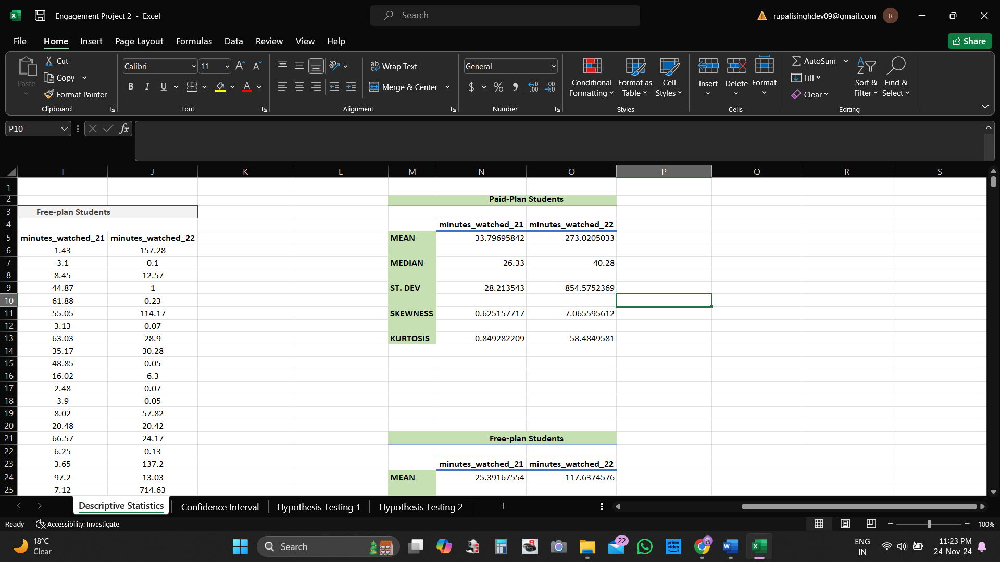 Engagement Project 2 - Excel
Search
rupalisinghdev09@gmail.com
R
File Home Insert Page Layout Formulas Data Review View Help
Share
Paste
Cut
Copy
Format Painter
Clipboard
Calibri 11
B I U
Font
Wrap Text
Merge & Center
Alignment
General
$ % 9
Number
Conditional Formatting
Format as Table
Cell Styles
Styles
Insert Delete Format
Cells
AutoSum
Fill
Clear
Sort & Filter
Find & Select
Editing
P10 fx
I J K L M N O P Q R S
1
2 Paid-Plan Students
3 Free-plan Students
4 minutes_watched_21 minutes_watched_22
5 minutes_watched_21 minutes_watched_22 MEAN 33.79695842 273.0205033
6 1.43 157.28
7 3.1 0.1 MEDIAN 26.33 40.28
8 8.45 12.57
9 44.87 1 ST. DEV 28.213543 854.5752369
10 61.88 0.23
11 55.05 114.17 SKEWNESS 0.625157717 7.065595612
12 3.13 0.07
13 63.03 28.9 KURTOSIS -0.849282209 58.4849581
14 35.17 30.28
15 48.85 0.05
16 16.02 6.3
17 2.48 0.07
18 3.9 0.05
19 8.02 57.82
20 20.48 20.42
21 66.57 24.17 Free-plan Students
22 6.25 0.13
23 3.65 137.2 minutes_watched_21 minutes_watched_22
24 97.2 13.03 MEAN 25.39167554 117.6374576
25 7.12 714.63
Descriptive Statistics Confidence Interval Hypothesis Testing 1 Hypothesis Testing 2
Ready Accessibility: Investigate 100%
18°C
Clear
Search
22
prime video
ENG
IN
11:23 PM
24-Nov-24